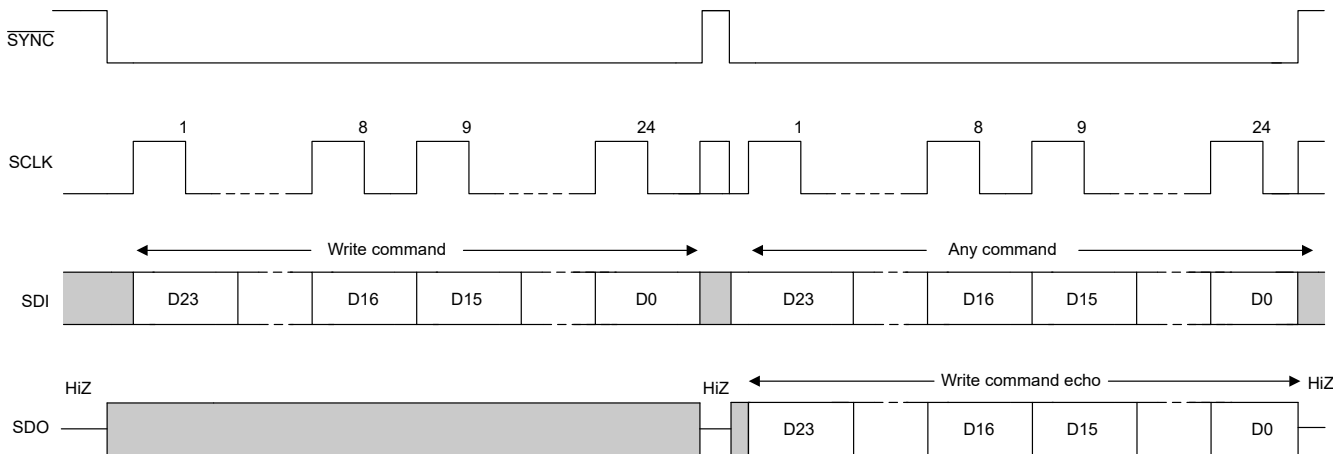 SYNC
1 8 9 24 1 8 9 24
SCLK
Write command Any command
SDI D23 D16 D15 D0 D23 D16 D15 D0
HiZ HiZ Write command echo HiZ
SDO D23 D16 D15 D0